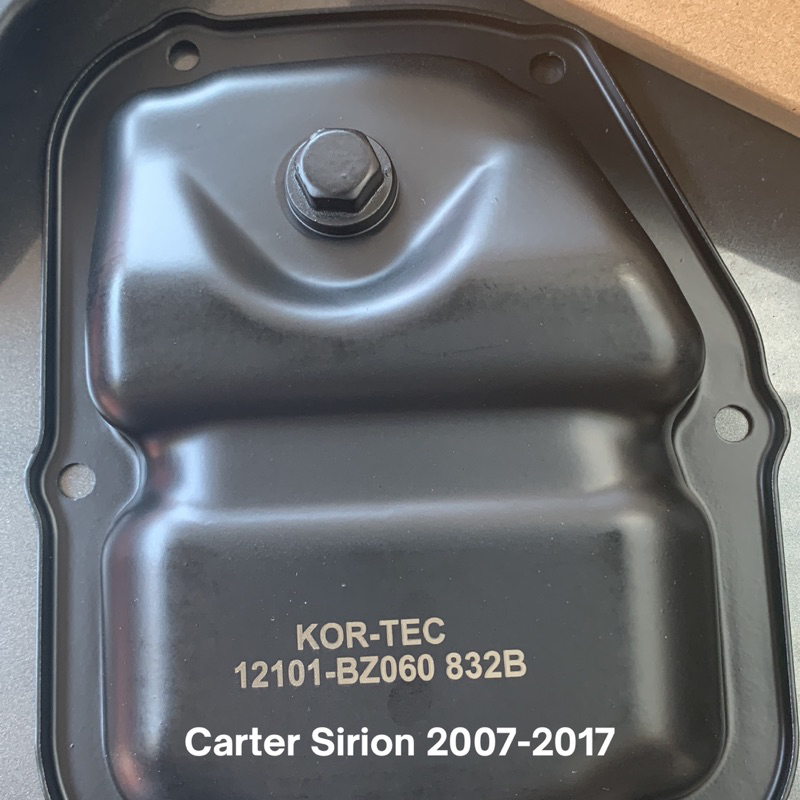 KOR-TEC
12101-BZ060 832B
Carter Sirion 2007-2017